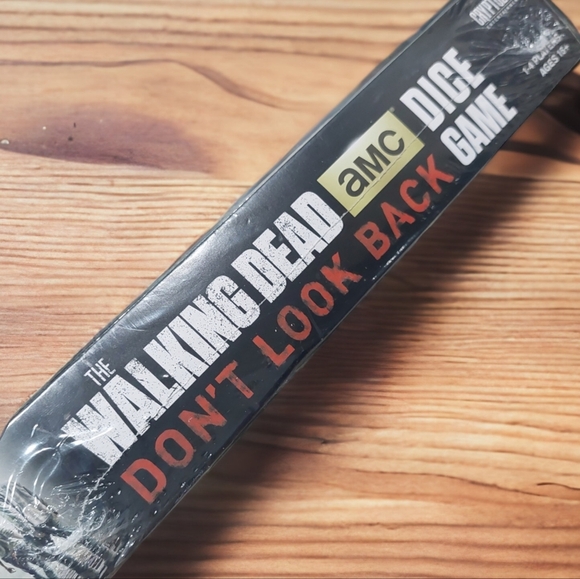 THE
WALKING DEAD
aMC
DICE
GAME
DON'T LOOK BACK
AGES 15+